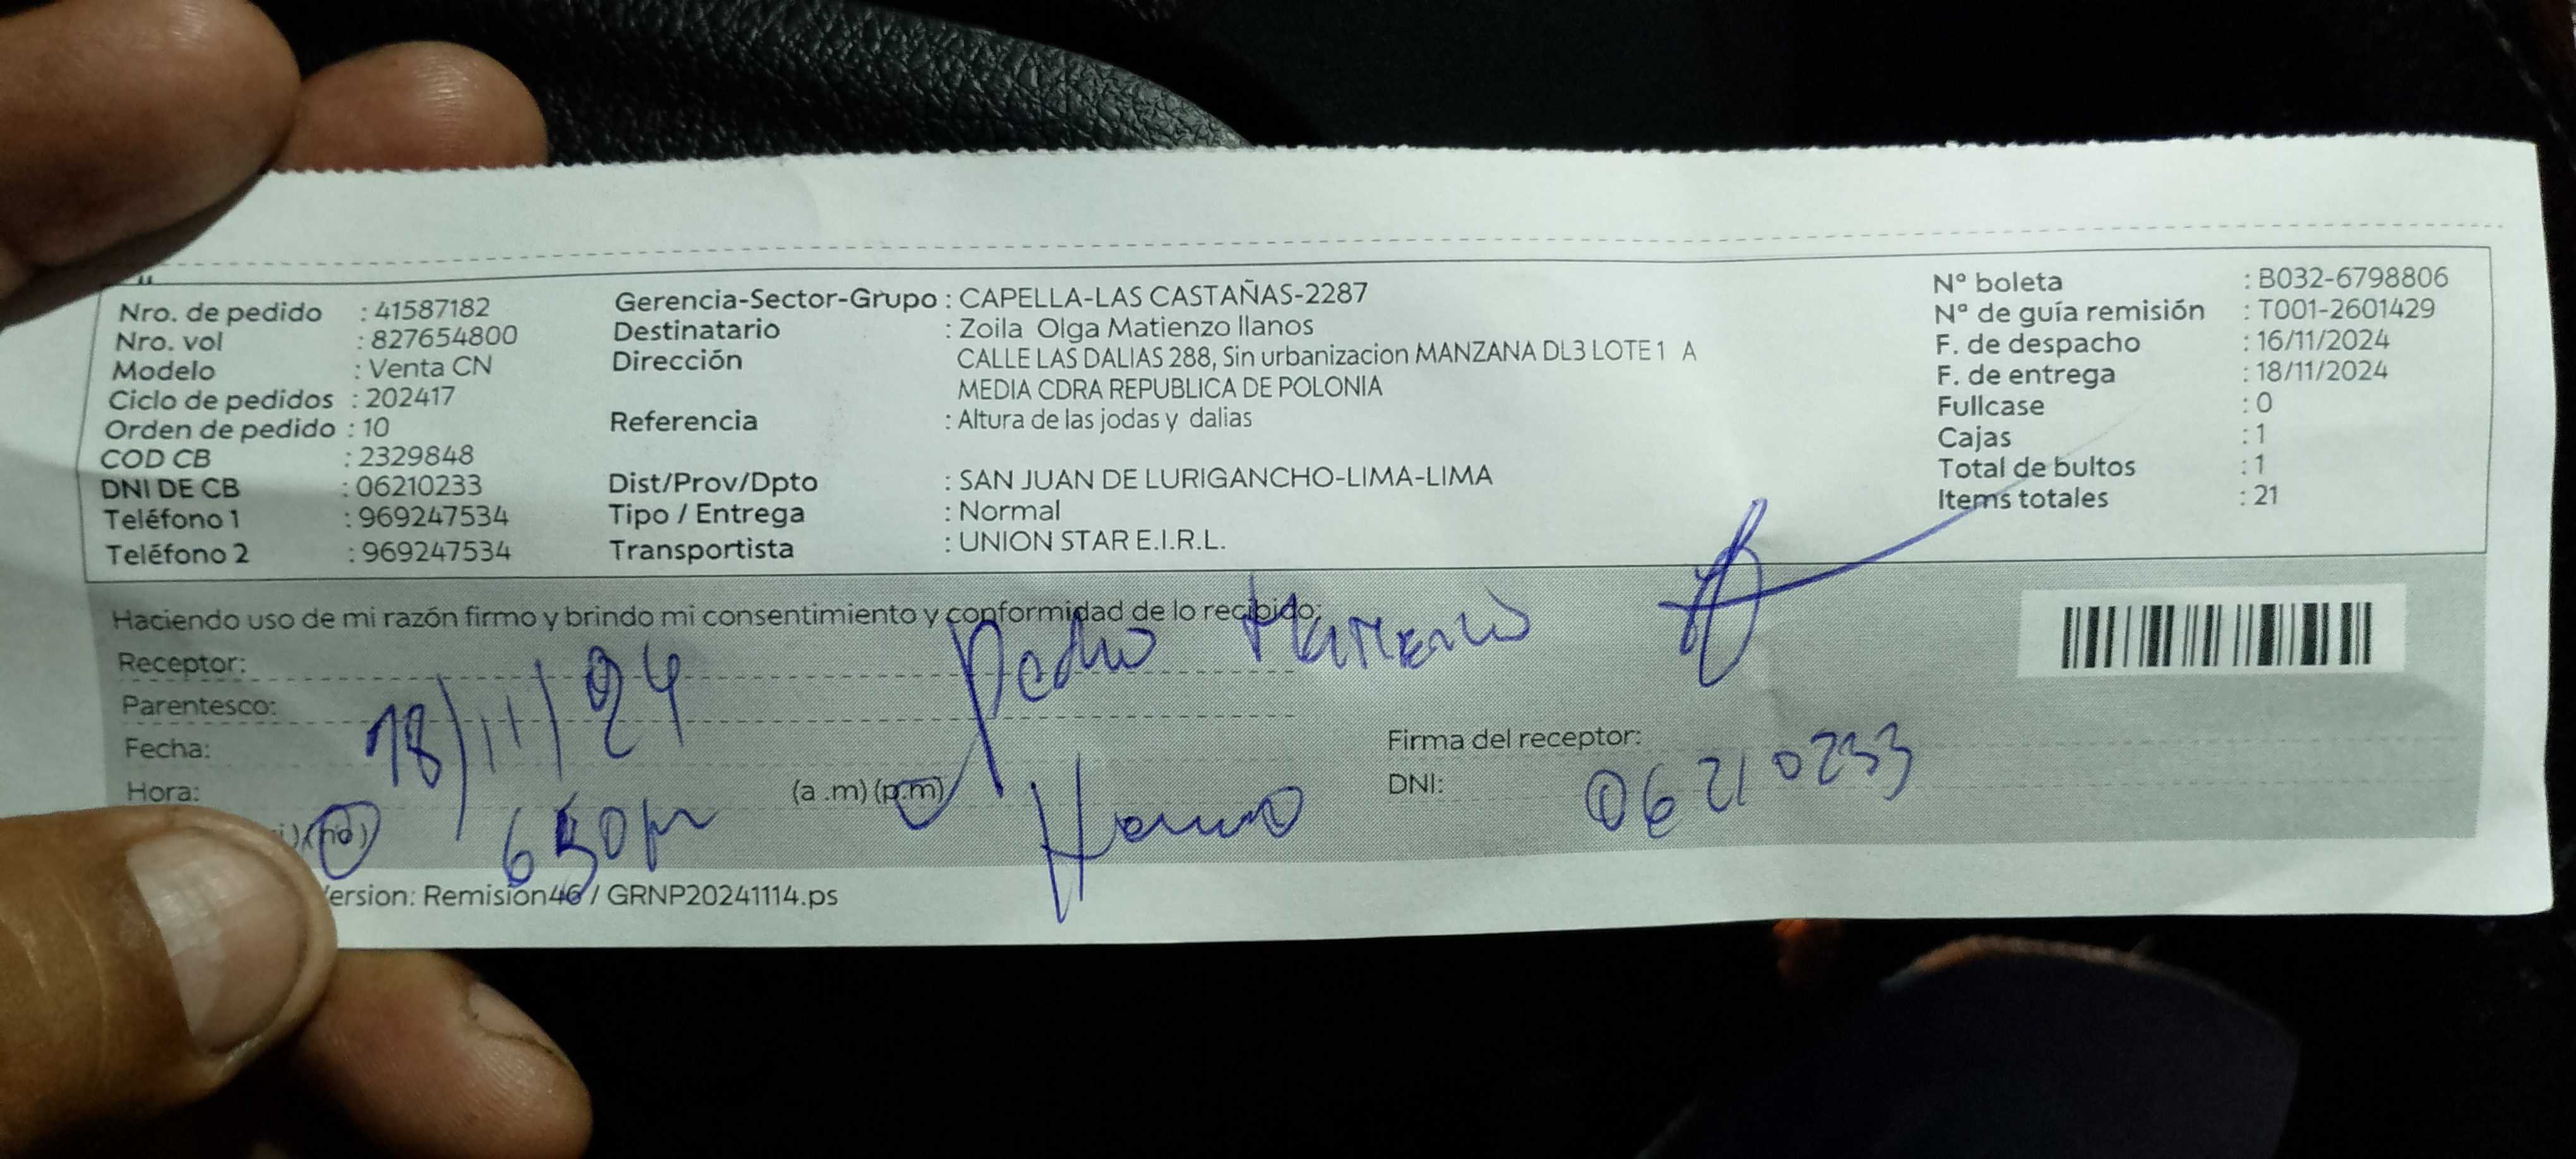 Nro. de pedido : 41587182
Nro. vol : 827654800
Modelo : Venta CN
Ciclo de pedidos : 202417
Orden de pedido : 10
COD CB : 2329848
DNI DE CB : 06210233
Teléfono 1 : 969247534
Teléfono 2 : 969247534
Gerencia-Sector-Grupo : CAPELLA-LAS CASTAÑAS-2287
Destinatario : Zoila Olga Matienzo llanos
Dirección CALLE LAS DALIAS 288, Sin urbanizacion MANZANA DL3 LOTE 1 A
MEDIA CDRA REPUBLICA DE POLONIA
Referencia : Altura de las jodas y dalias
Dist/Prov/Dpto : SAN JUAN DE LURIGANCHO-LIMA-LIMA
Tipo / Entrega : Normal
Transportista : UNION STAR E.I.R.L.
Nº boleta : B032-6798806
Nº de guía remisión : T001-2601429
F. de despacho : 16/11/2024
F. de entrega : 18/11/2024
Fullcase : 0
Cajas : 1
Total de bultos : 1
Items totales : 21
Haciendo uso de mi razón firmo y brindo mi consentimiento y conformidad de lo recibido:
Receptor: Pedro Matienzo
Parentesco:
Fecha: 18/11/24
Hora: 650pm (a .m) (p.m)
(no)
Firma del receptor:
DNI: 06210233
ersion: Remision46 / GRNP20241114.ps